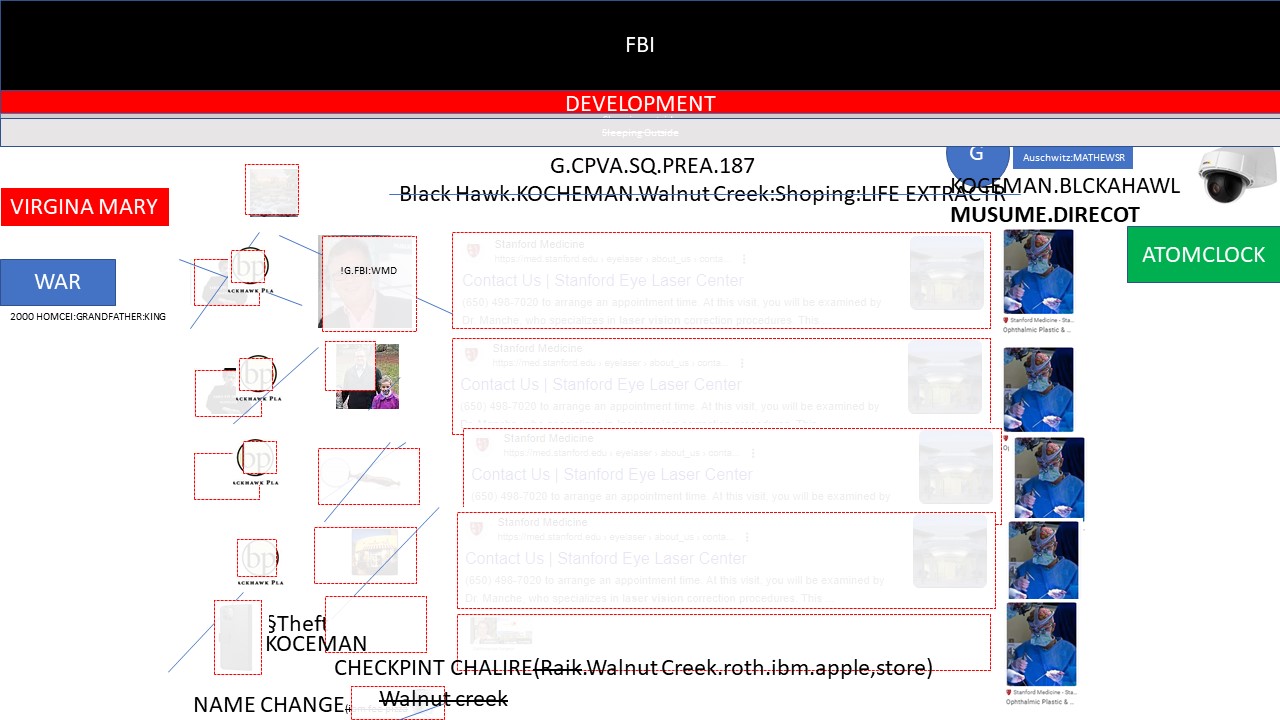 FBI
DEVELOPMENT
Sleeping Outside
G.CPVA.SQ.PREA.187
G
Auschwitz:MATHEWSR
Black Hawk.KOCHEMAN.Walnut Creek:Shoping:LIFE EXTRACTR
KOCEMAN.BLCKAHAWL
MUSUME.DIRECOT
VIRGINA MARY
ATOMCLOCK
WAR
2000 HOMCEI:GRANDFATHER:KING
!G.FBI:WMD
bp
ACKHAWK PLA
Stanford Medicine
https://med.stanford.edu › eyelaser › about_us › conta...
Contact Us | Stanford Eye Laser Center
(650) 498-7020 to arrange an appointment time. At this visit, you will be examined by
Dr. Manche, who specializes in laser vision correction procedures. This
Stanford Medicine - Sta...
Ophthalmic Plastic & ...
bp
ACKHAWK PLA
Stanford Medicine
https://med.stanford.edu › eyelaser › about_us › conta...
Contact Us | Stanford Eye Laser Center
(650) 498-7020 to arrange an appointment time. At this visit, you will be examined by
bp
ACKHAWK PLA
Stanford Medicine
https://med.stanford.edu › eyelaser › about_us › conta...
Contact Us | Stanford Eye Laser Center
(650) 498-7020 to arrange an appointment time. At this visit, you will be examined by
bp
ACKHAWK PLA
Stanford Medicine
https://med.stanford.edu › eyelaser › about_us › conta...
Contact Us | Stanford Eye Laser Center
(650) 498-7020 to arrange an appointment time. At this visit, you will be examined by
Dr. Manche, who specializes in laser vision correction procedures. This
§Theft
KOCEMAN
CHECKPINT CHALIRE(Raik.Walnut Creek.roth.ibm.apple,store)
Stanford Medicine - Sta...
Ophthalmic Plastic & ...
NAME CHANGE
Walnut creek